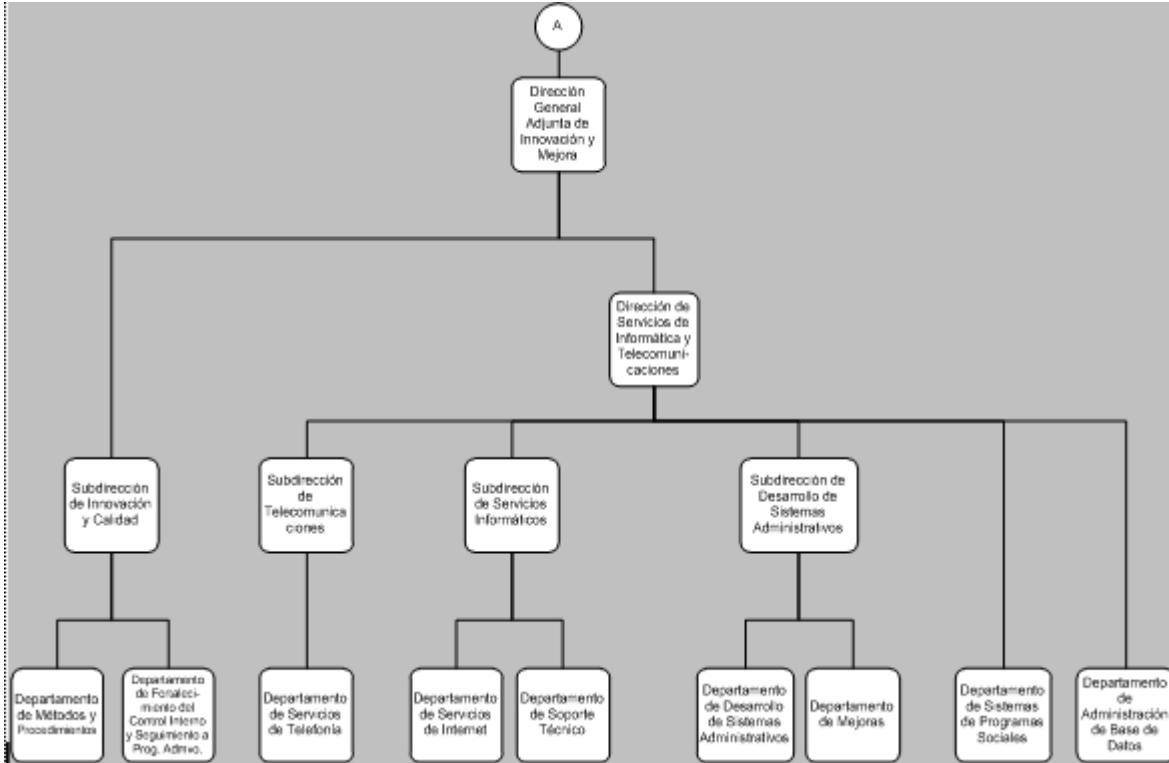 A
Dirección
General
Adjunta de
Innovación y
Mejora
Dirección de
Servicios de
Informática y
Telecomuni-
caciones
Subdirección
de Innovación
y Calidad
Subdirección
de
Telecomunica
ciones
Subdirección
de Servicios
Informáticos
Subdirección de
Desarrollo de
Sistemas
Administrativos
Departamento
de Métodos y
Procedimientos
Departamento
de Fortaleci-
miento del
Control Interno
y Seguimiento a
Prog. Admvo.
Departamento
de Servicios
de Telefonía
Departamento
de Servicios
de Internet
Departamento
de Soporte
Técnico
Departamento
de Desarrollo
de Sistemas
Administrativos
Departamento
de Mejoras
Departamento
de Sistemas
de Programas
Sociales
Departamento
de
Administración
de Base de
Datos